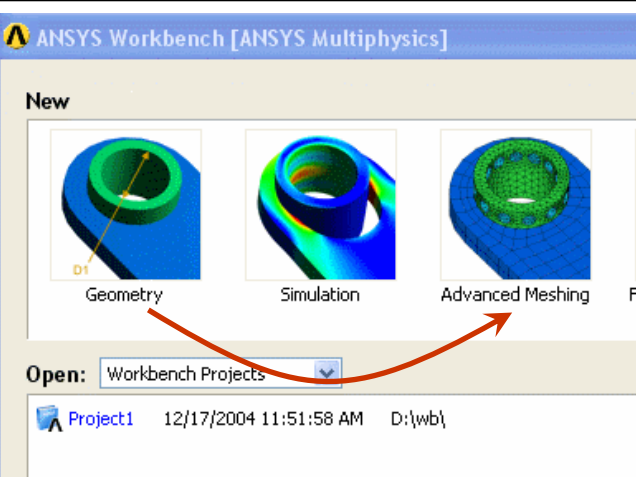 ANSYS Workbench [ANSYS Multiphysics]
New
D1
Geometry
Simulation
Advanced Meshing
F
Open: Workbench Projects
Project1 12/17/2004 11:51:58 AM D:\wb\